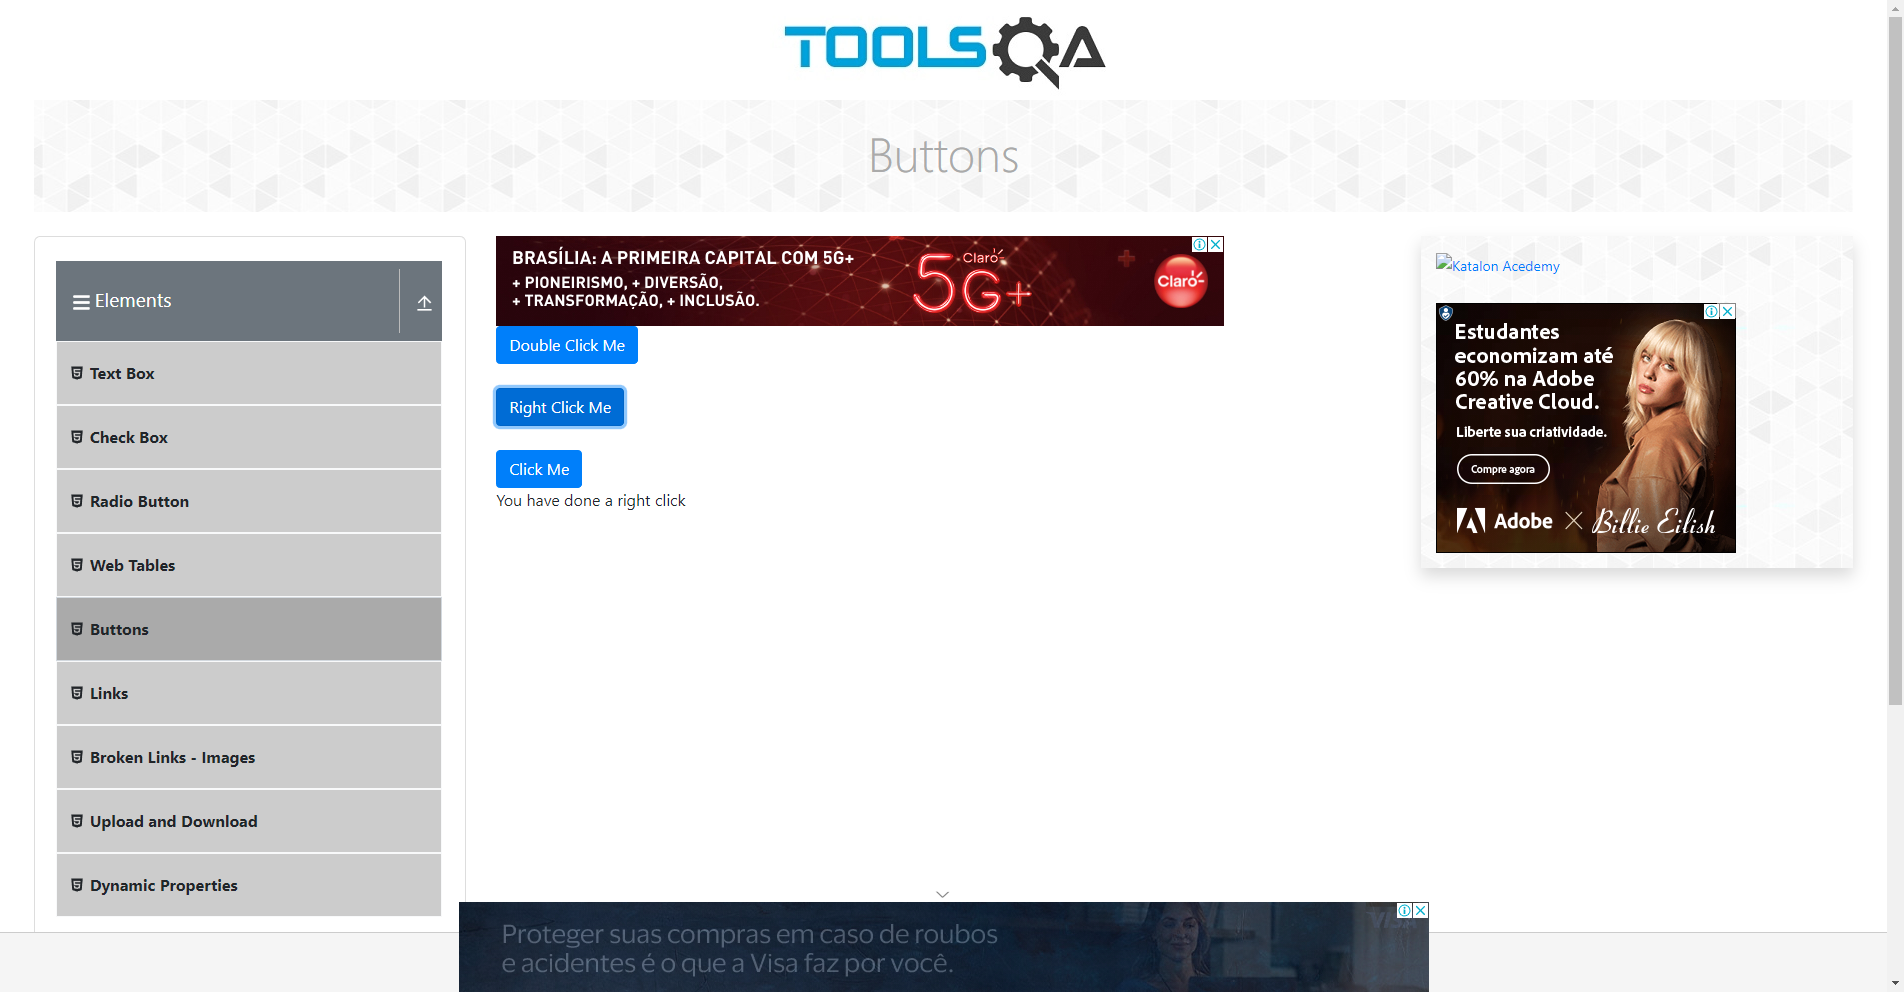 TOOLSQA
Buttons
Elements
Text Box
Check Box
Radio Button
Web Tables
Buttons
Links
Broken Links - Images
Upload and Download
Dynamic Properties
BRASÍLIA: A PRIMEIRA CAPITAL COM 5G+
+ PIONEIRISMO, + DIVERSÃO,
+ TRANSFORMAÇÃO, + INCLUSÃO.
Claro
5G+
Claro
Double Click Me
Right Click Me
Click Me
You have done a right click
Katalon Acedemy
Estudantes
economizam até
60% na Adobe
Creative Cloud.
Liberte sua criatividade.
Compre agora
Adobe × Billie Eilish
Proteger suas compras em caso de roubos
e acidentes é o que a Visa faz por você.
VISA